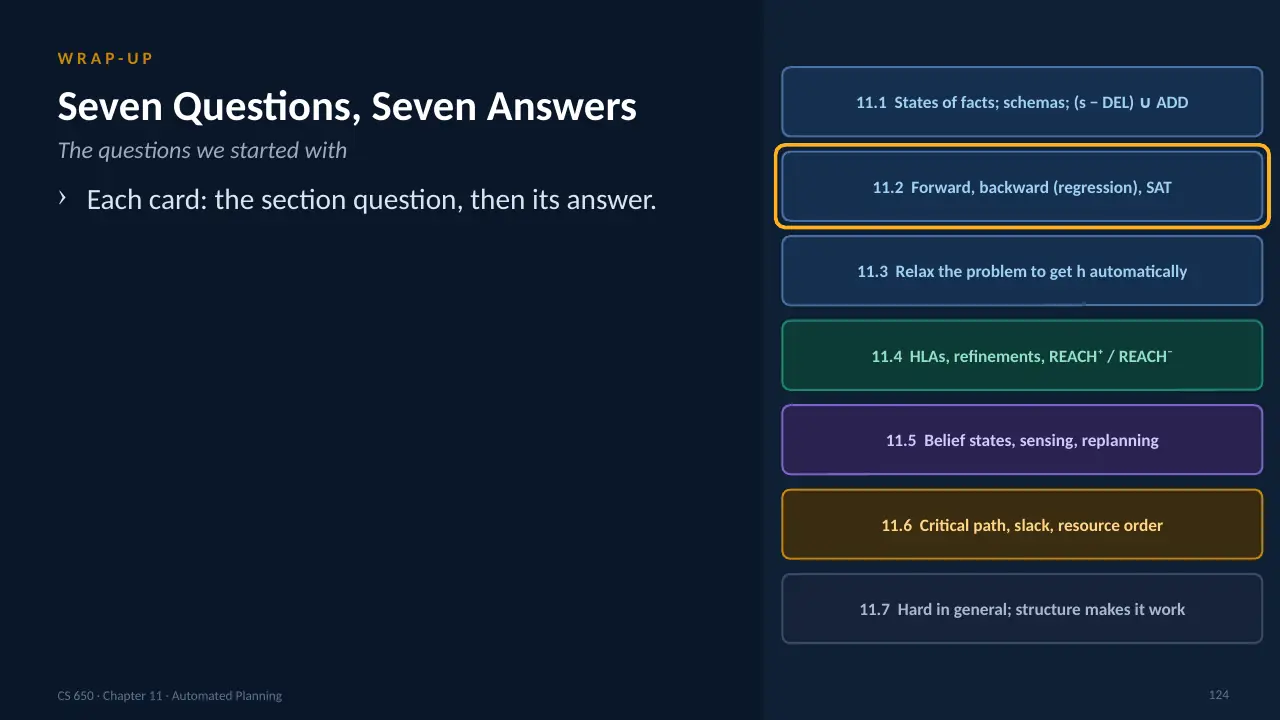 WRAP-UP
Seven Questions, Seven Answers
The questions we started with
› Each card: the section question, then its answer.
11.1 States of facts; schemas; (s − DEL) ∪ ADD
11.2 Forward, backward (regression), SAT
11.3 Relax the problem to get h automatically
11.4 HLAs, refinements, REACH⁺ / REACH⁻
11.5 Belief states, sensing, replanning
11.6 Critical path, slack, resource order
11.7 Hard in general; structure makes it work
CS 650 · Chapter 11 · Automated Planning
124